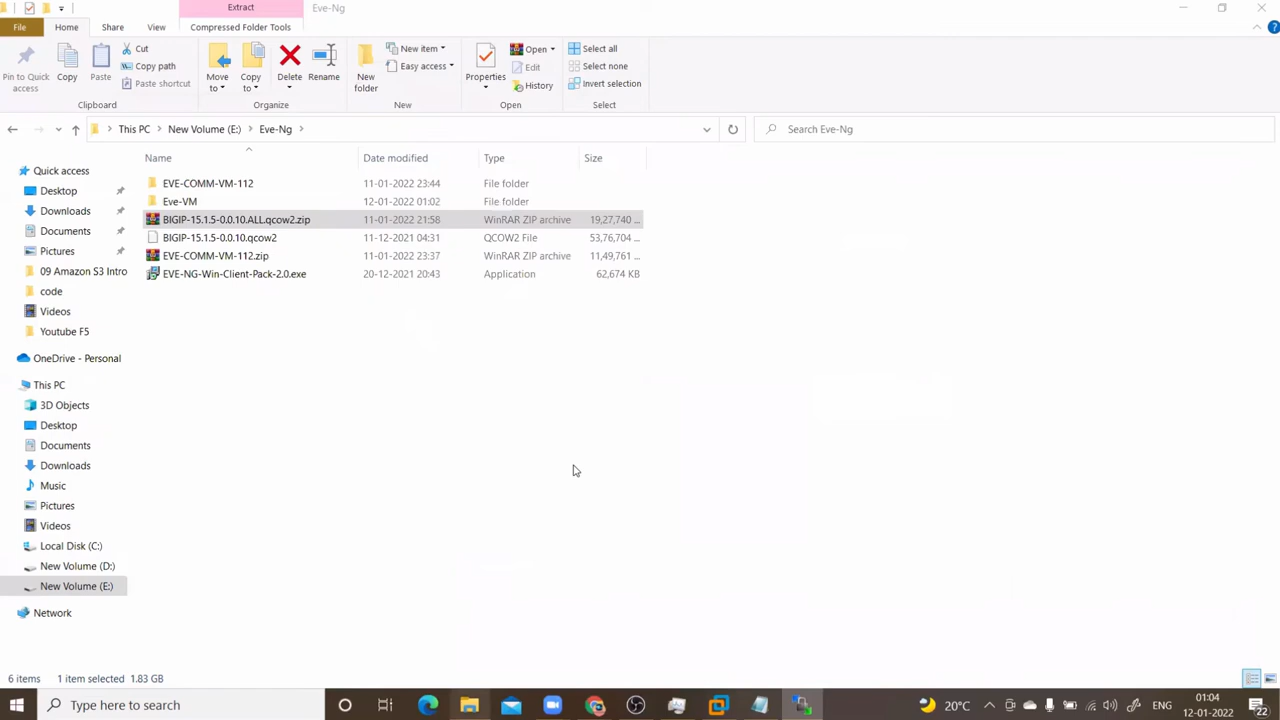 Extract
Eve-Ng
File
Home
Share
View
Compressed Folder Tools
Pin to Quick access
Copy
Paste
Cut
Copy path
Paste shortcut
Clipboard
Move to
Copy to
Delete
Rename
Organize
New folder
New item
Easy access
New
Properties
Open
Edit
History
Open
Select all
Select none
Invert selection
Select
This PC
New Volume (E:)
Eve-Ng
Search Eve-Ng
Name
Date modified
Type
Size
EVE-COMM-VM-112 11-01-2022 23:44 File folder
Eve-VM 12-01-2022 01:02 File folder
BIGIP-15.1.5-0.0.10.ALL.qcow2.zip 11-01-2022 21:58 WinRAR ZIP archive 19,27,740 ...
BIGIP-15.1.5-0.0.10.qcow2 11-12-2021 04:31 QCOW2 File 53,76,704 ...
EVE-COMM-VM-112.zip 11-01-2022 23:37 WinRAR ZIP archive 11,49,761 ...
EVE-NG-Win-Client-Pack-2.0.exe 20-12-2021 20:43 Application 62,674 KB
Quick access
Desktop
Downloads
Documents
Pictures
09 Amazon S3 Intro
code
Videos
Youtube F5
OneDrive - Personal
This PC
3D Objects
Desktop
Documents
Downloads
Music
Pictures
Videos
Local Disk (C:)
New Volume (D:)
New Volume (E:)
Network
6 items 1 item selected 1.83 GB
Type here to search
20°C
ENG
01:04
12-01-2022
22